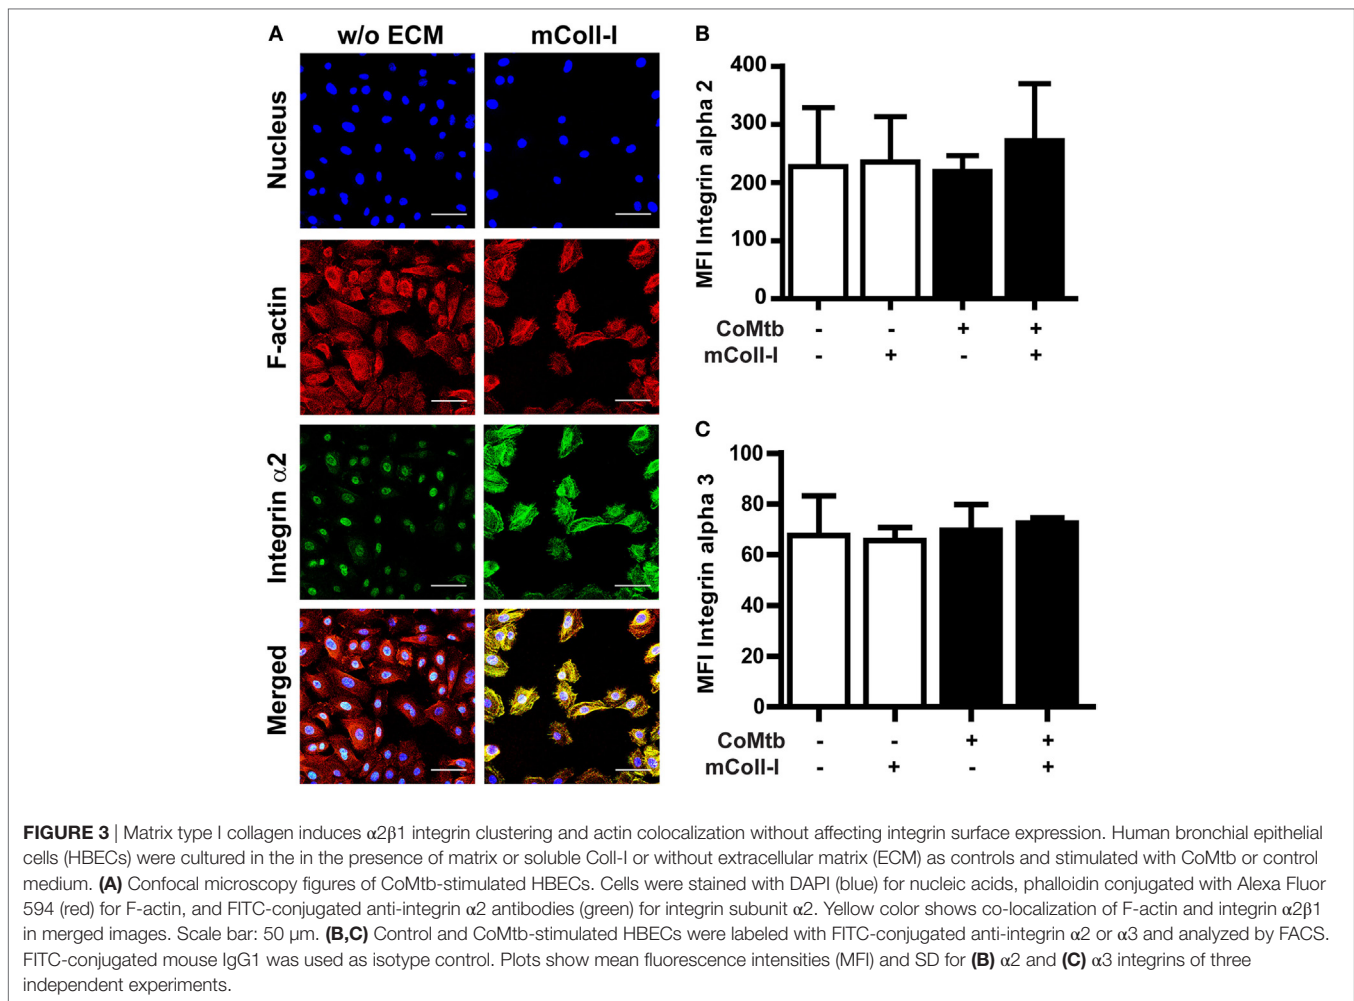 A
w/o ECM
mColl-I
Nucleus
F-actin
Integrin α2
Merged
B
MFI Integrin alpha 2
400
300
200
100
0
CoMtb - - + +
mColl-I - + - +
C
MFI Integrin alpha 3
100
80
60
40
20
0
CoMtb - - + +
mColl-I - + - +
FIGURE 3 | Matrix type I collagen induces α2β1 integrin clustering and actin colocalization without affecting integrin surface expression. Human bronchial epithelial
cells (HBECs) were cultured in the in the presence of matrix or soluble Coll-I or without extracellular matrix (ECM) as controls and stimulated with CoMtb or control
medium. (A) Confocal microscopy figures of CoMtb-stimulated HBECs. Cells were stained with DAPI (blue) for nucleic acids, phalloidin conjugated with Alexa Fluor
594 (red) for F-actin, and FITC-conjugated anti-integrin α2 antibodies (green) for integrin subunit α2. Yellow color shows co-localization of F-actin and integrin α2β1
in merged images. Scale bar: 50 μm. (B,C) Control and CoMtb-stimulated HBECs were labeled with FITC-conjugated anti-integrin α2 or α3 and analyzed by FACS.
FITC-conjugated mouse IgG1 was used as isotype control. Plots show mean fluorescence intensities (MFI) and SD for (B) α2 and (C) α3 integrins of three
independent experiments.